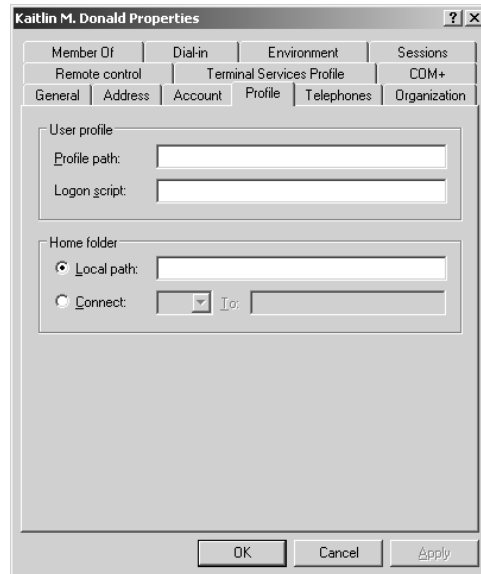 Kaitlin M. Donald Properties ? X
Member Of Dial-in Environment Sessions
Remote control Terminal Services Profile COM+
General Address Account Profile Telephones Organization
User profile
Profile path:
Logon script:
Home folder
Local path:
Connect: To:
OK Cancel Apply